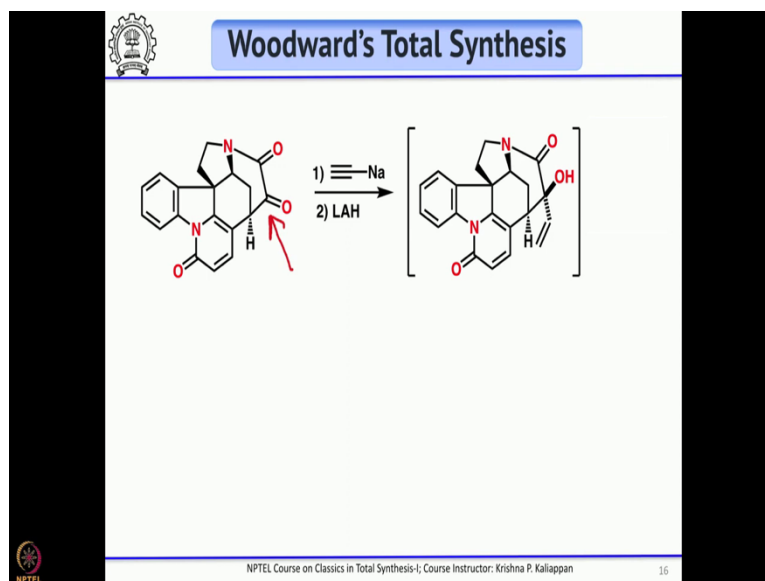 Woodward's Total Synthesis
N
O
O
N
H
O
1) Na
2) LAH
N
O
OH
N
H
O
NPTEL Course on Classics in Total Synthesis-I; Course Instructor: Krishna P. Kaliappan
16
NPTEL